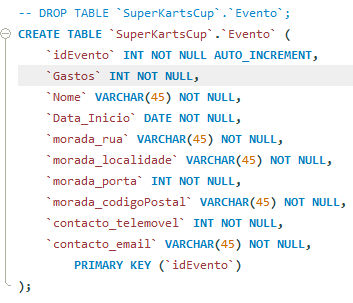 -- DROP TABLE `SuperKartsCup`.`Evento`;
CREATE TABLE `SuperKartsCup`.`Evento` (
`idEvento` INT NOT NULL AUTO_INCREMENT,
`Gastos` INT NOT NULL,
`Nome` VARCHAR(45) NOT NULL,
`Data_Inicio` DATE NOT NULL,
`morada_rua` VARCHAR(45) NOT NULL,
`morada_localidade` VARCHAR(45) NOT NULL,
`morada_porta` INT NOT NULL,
`morada_codigoPostal` VARCHAR(45) NOT NULL,
`contacto_telemovel` INT NOT NULL,
`contacto_email` VARCHAR(45) NOT NULL,
PRIMARY KEY (`idEvento`)
);